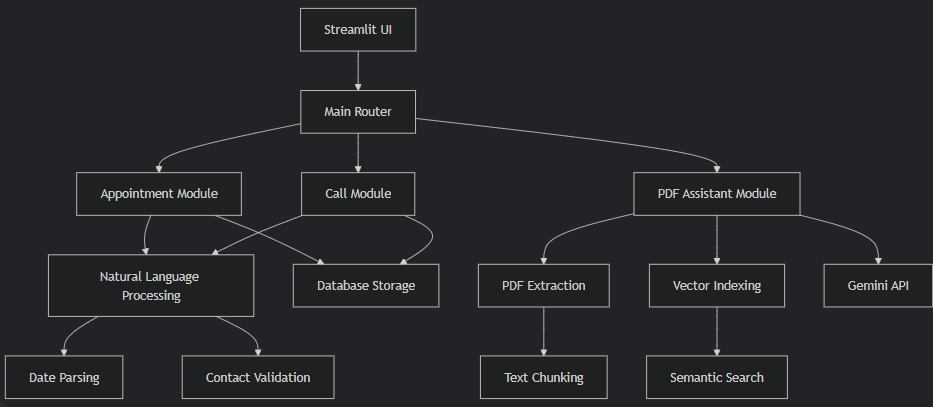 Streamlit UI
Main Router
Appointment Module
Call Module
PDF Assistant Module
Natural Language
Processing
Database Storage
PDF Extraction
Vector Indexing
Gemini API
Date Parsing
Contact Validation
Text Chunking
Semantic Search